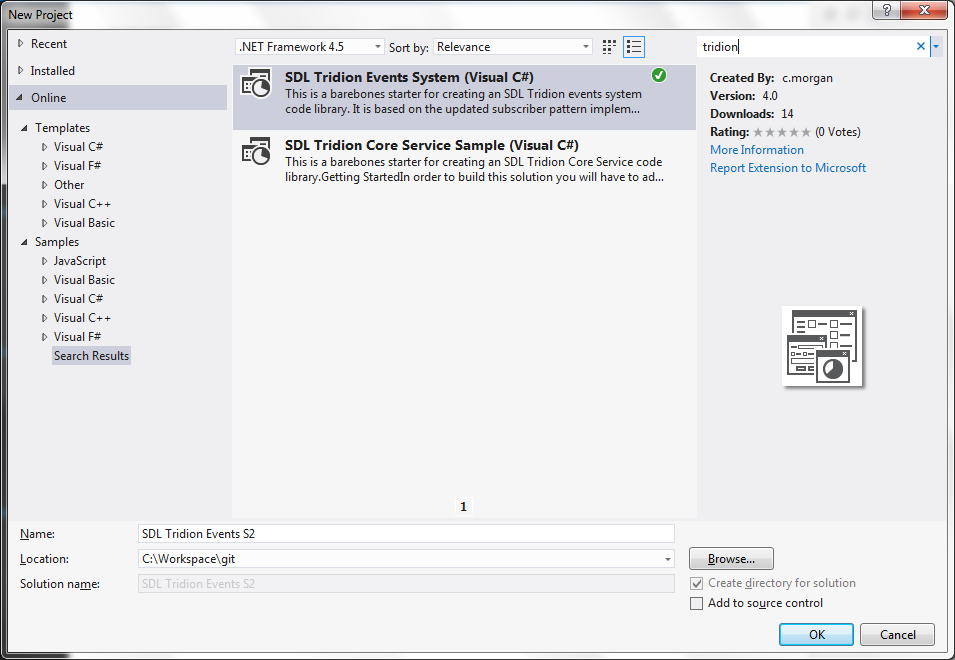 New Project
Recent
Installed
Online
Templates
Visual C#
Visual F#
Other
Visual C++
Visual Basic
Samples
JavaScript
Visual Basic
Visual C#
Visual C++
Visual F#
Search Results
.NET Framework 4.5
Sort by:
Relevance
SDL Tridion Events System (Visual C#)
This is a barebones starter for creating an SDL Tridion events system
code library. It is based on the updated subscriber pattern implem...
SDL Tridion Core Service Sample (Visual C#)
This is a barebones starter for creating an SDL Tridion Core Service code
library.Getting StartedIn order to build this solution you will have to ad...
1
tridion
Created By: c.morgan
Version: 4.0
Downloads: 14
Rating: (0 Votes)
More Information
Report Extension to Microsoft
Name:
SDL Tridion Events S2
Location:
C:\Workspace\git
Browse...
Solution name:
SDL Tridion Events S2
Create directory for solution
Add to source control
OK
Cancel